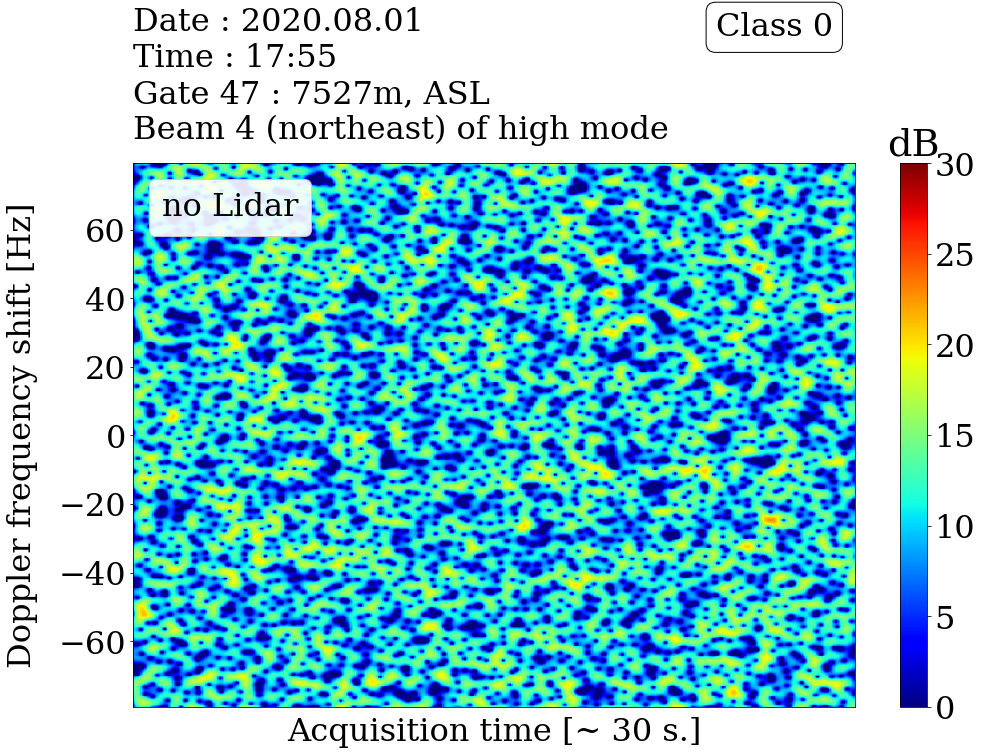 Date : 2020.08.01
Time : 17:55
Gate 47 : 7527m, ASL
Beam 4 (northeast) of high mode
Class 0
no Lidar
Doppler frequency shift [Hz]
60
40
20
0
−20
−40
−60
Acquisition time [~ 30 s.]
dB
30
25
20
15
10
5
0